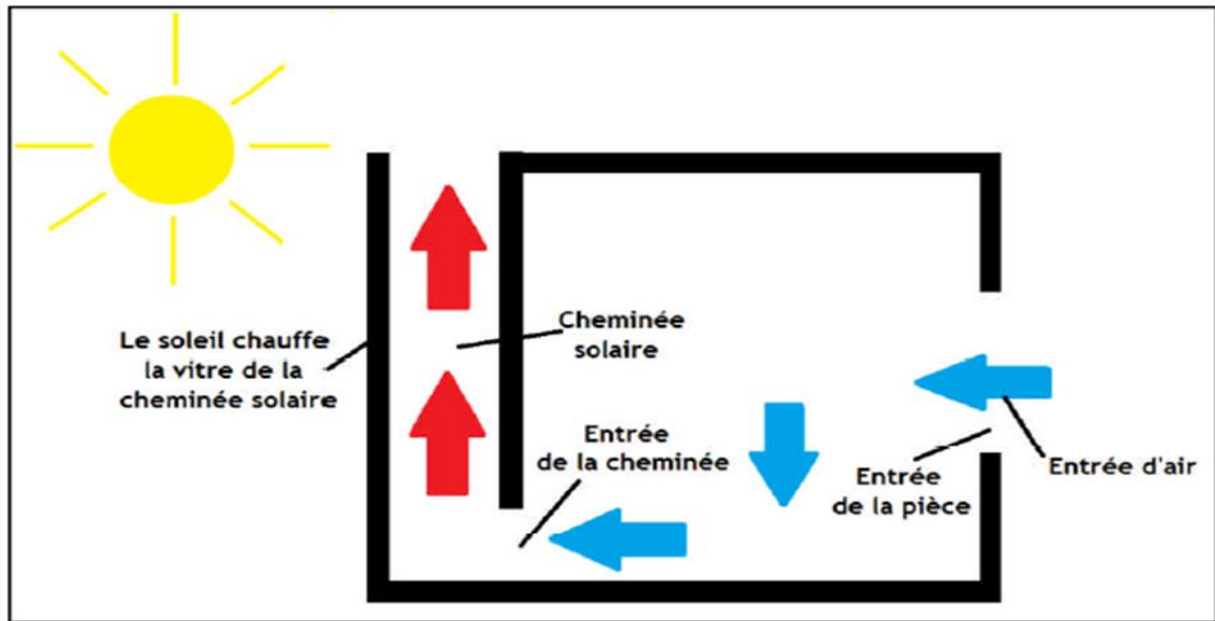 Le soleil chauffe
la vitre de la
cheminée solaire
Cheminée
solaire
Entrée
de la cheminée
Entrée
de la pièce
Entrée d'air